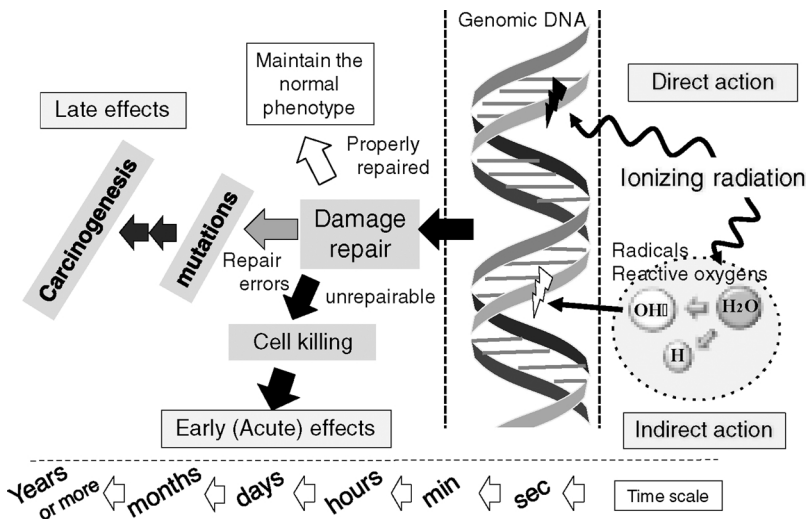 Genomic DNA
Direct action
Ionizing radiation
Radicals
Reactive oxygens
OH
H₂O
H
Indirect action
Maintain the
normal
phenotype
Properly
repaired
Damage
repair
Repair
errors
unrepairable
mutations
Carcinogenesis
Late effects
Cell killing
Early (Acute) effects
Years
or more
months
days
hours
min
sec
Time scale